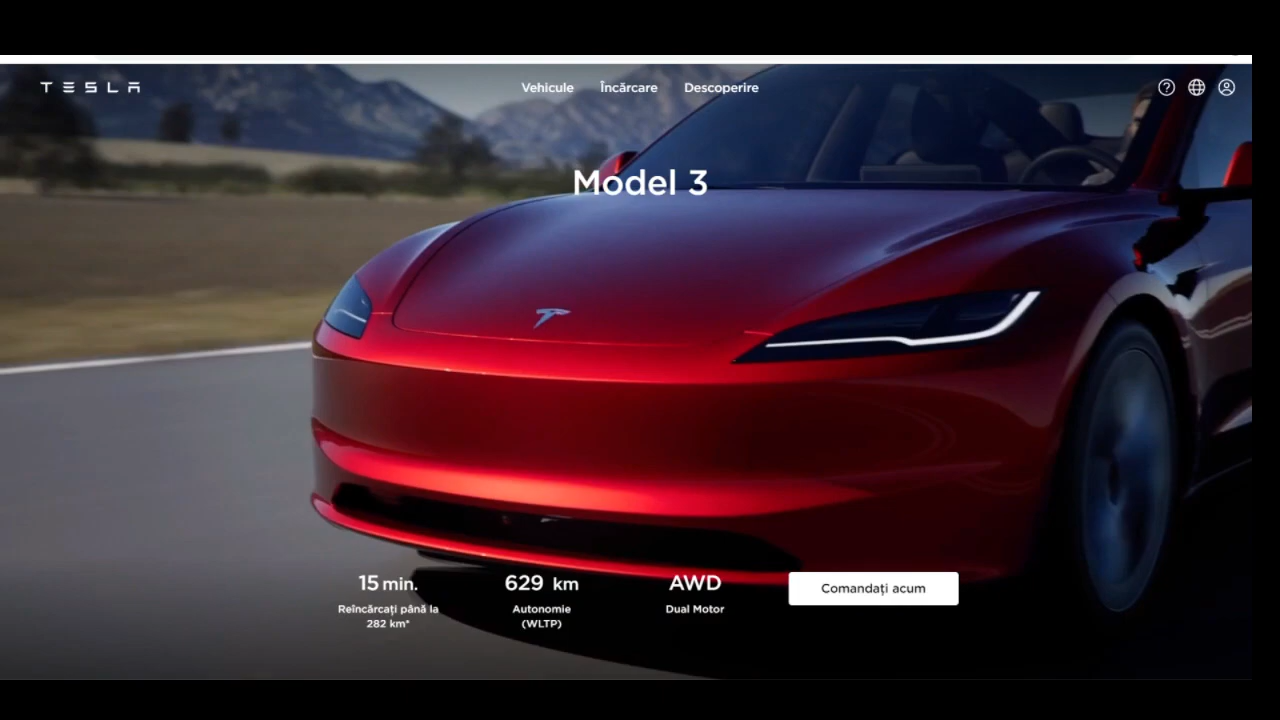 TESLA
Vehicule Încărcare Descoperire
Model 3
15 min.
Reîncărcați până la
282 km*
629 km
Autonomie
(WLTP)
AWD
Dual Motor
Comandați acum